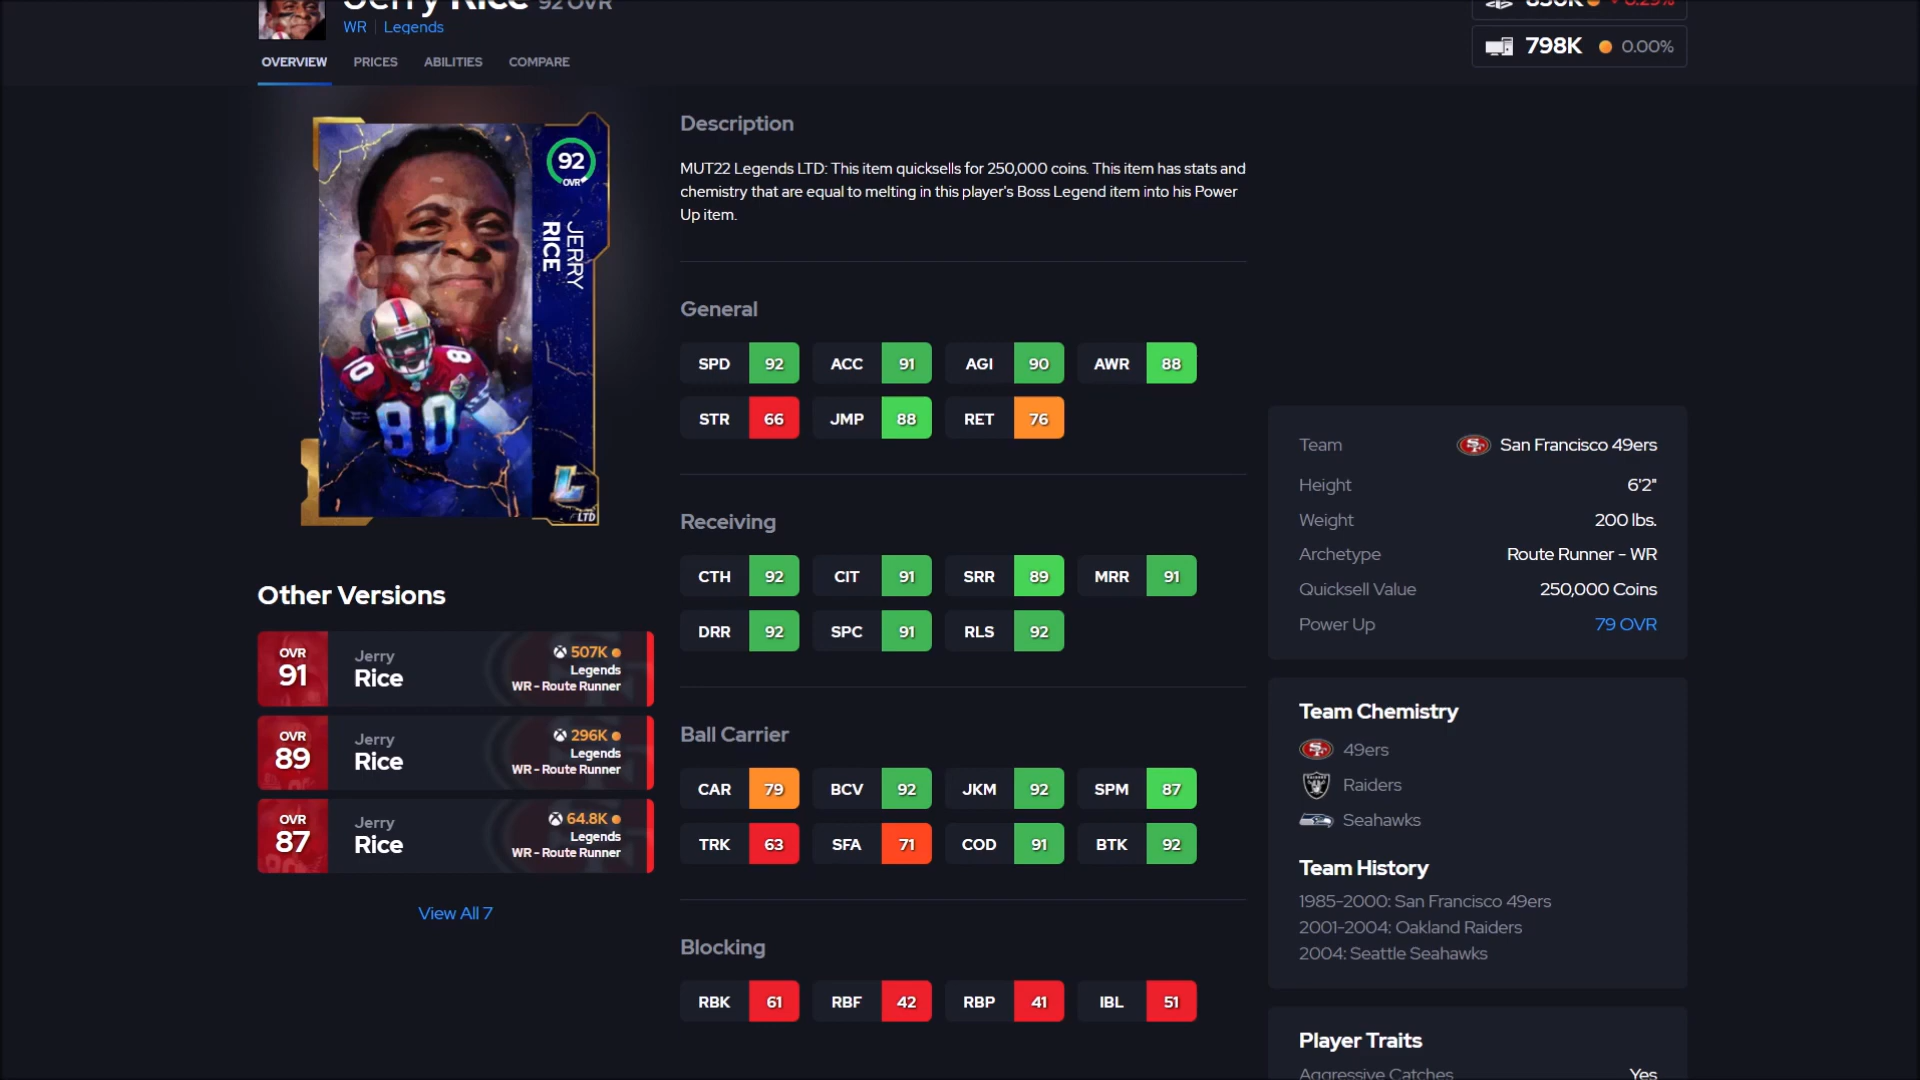 Jerry Rice 92 OVR
WR | Legends
OVERVIEW PRICES ABILITIES COMPARE
798K 0.00%
92
OVR
JERRY
RICE
80
LTD
Description
MUT22 Legends LTD: This item quicksells for 250,000 coins. This item has stats and
chemistry that are equal to melting in this player's Boss Legend item into his Power
Up item.
General
SPD 92 ACC 91 AGI 90 AWR 88
STR 66 JMP 88 RET 76
Receiving
CTH 92 CIT 91 SRR 89 MRR 91
DRR 92 SPC 91 RLS 92
Ball Carrier
CAR 79 BCV 92 JKM 92 SPM 87
TRK 63 SFA 71 COD 91 BTK 92
Blocking
RBK 61 RBF 42 RBP 41 IBL 51
Other Versions
OVR
91
Jerry
Rice
507K
Legends
WR - Route Runner
OVR
89
Jerry
Rice
296K
Legends
WR - Route Runner
OVR
87
Jerry
Rice
64.8K
Legends
WR - Route Runner
View All 7
Team San Francisco 49ers
Height 6'2"
Weight 200 lbs.
Archetype Route Runner - WR
Quicksell Value 250,000 Coins
Power Up 79 OVR
Team Chemistry
49ers
Raiders
Seahawks
Team History
1985-2000: San Francisco 49ers
2001-2004: Oakland Raiders
2004: Seattle Seahawks
Player Traits
Aggressive Catches Yes